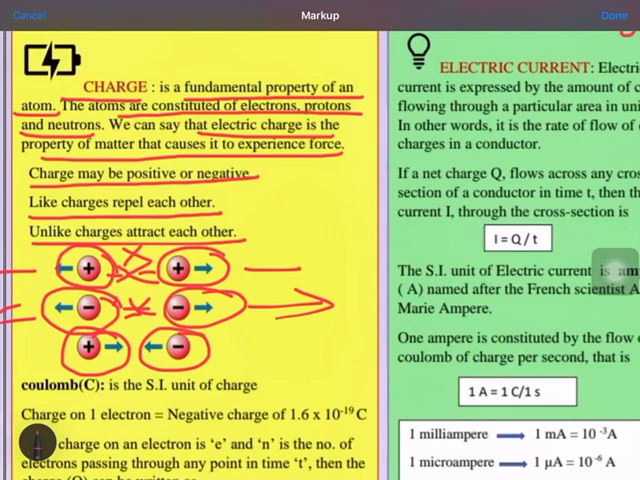 Cancel
Markup
Done
CHARGE : is a fundamental property of an
atom. The atoms are constituted of electrons, protons
and neutrons. We can say that electric charge is the
property of matter that causes it to experience force.
Charge may be positive or negative
Like charges repel each other.
Unlike charges attract each other.
+ +
− −
+ −
coulomb(C): is the S.I. unit of charge
Charge on 1 electron = Negative charge of 1.6 x 10⁻¹⁹ C
charge on an electron is ‘e’ and ‘n’ is the no. of
electrons passing through any point in time ‘t’, then the
ELECTRIC CURRENT: Electri
current is expressed by the amount of c
flowing through a particular area in uni
In other words, it is the rate of flow of
charges in a conductor.
If a net charge Q, flows across any cros
section of a conductor in time t, then th
current I, through the cross-section is
I = Q / t
The S.I. unit of Electric current is am
( A) named after the French scientist A
Marie Ampere.
One ampere is constituted by the flow
coulomb of charge per second, that is
1 A = 1 C/1 s
1 milliampere 1 mA = 10 ⁻³A
1 microampere 1 µA = 10⁻⁶ A